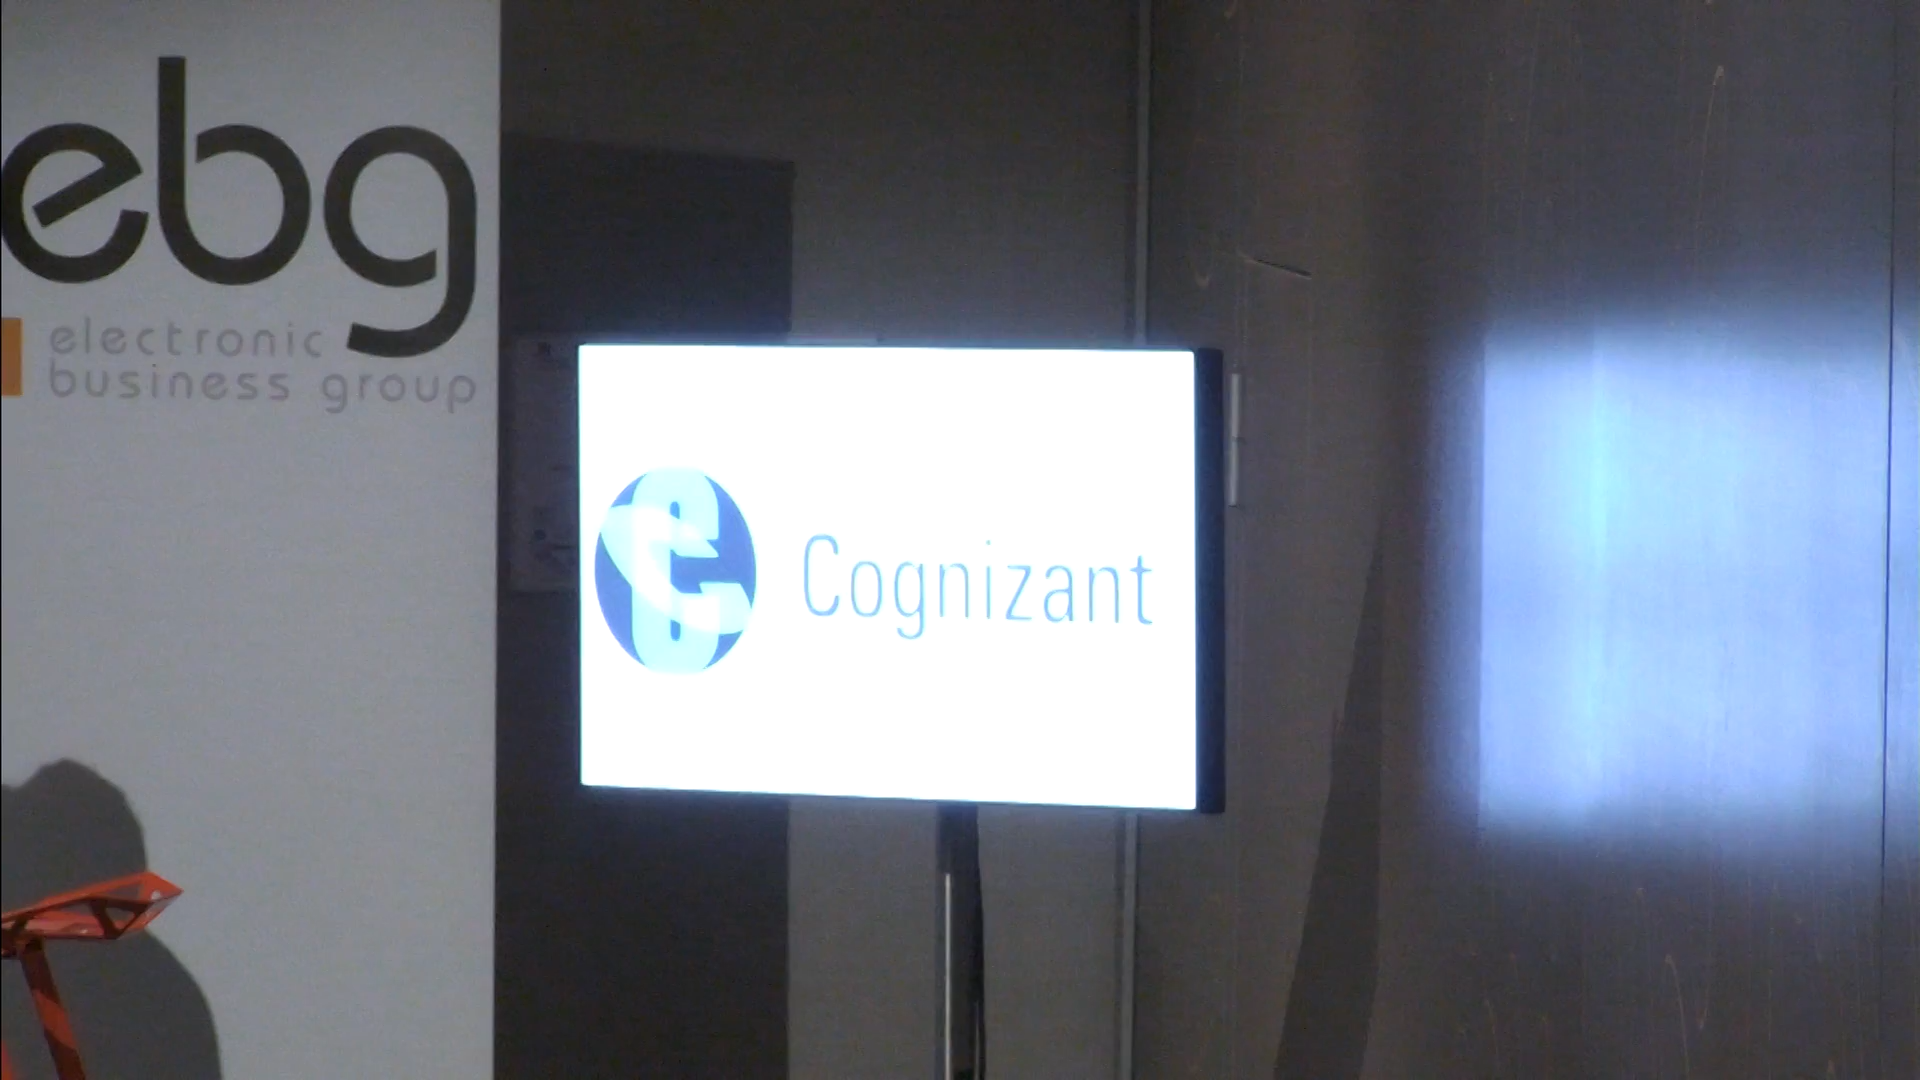 ebg
electronic
business group
Cognizant